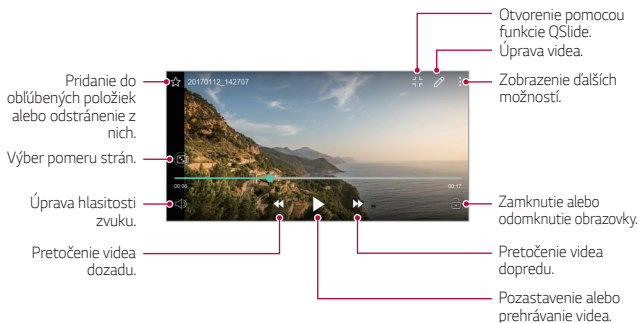 Otvorenie pomocou
funkcie QSlide.
Úprava videa.
Zobrazenie ďalších
možností.
Pridanie do
obľúbených položiek
alebo odstránenie z
nich.
20170112_142707
Výber pomeru strán.
00:06
00:17
Úprava hlasitosti
zvuku.
Zamknutie alebo
odomknutie obrazovky.
Pretočenie videa
dozadu.
Pretočenie videa
dopredu.
Pozastavenie alebo
prehrávanie videa.